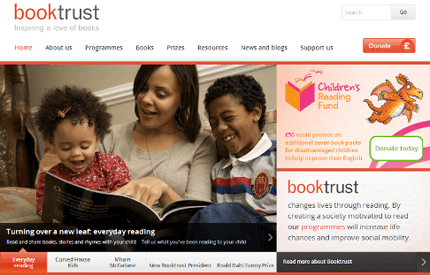 booktrust
Inspiring a love of books
Search
Go
Home About us Programmes Books Prizes Resources News and blogs Support us
Donate £
Children's
Reading
Fund
£50 could provide an
additional seven book packs
for disadvantaged children
to help improve their English
Donate today
booktrust
changes lives through reading. By
creating a society motivated to read
our programmes will increase life
chances and improve social mobility.
Read more about Booktrust
Turning over a new leaf: everyday reading
Read and share books, stories and rhymes with your child Tell us what you've been reading to your child!
Everyday
reading
Curved House
Kids
Wham
McFarlane
New Booktrust President
Roald Dahl Funny Prize